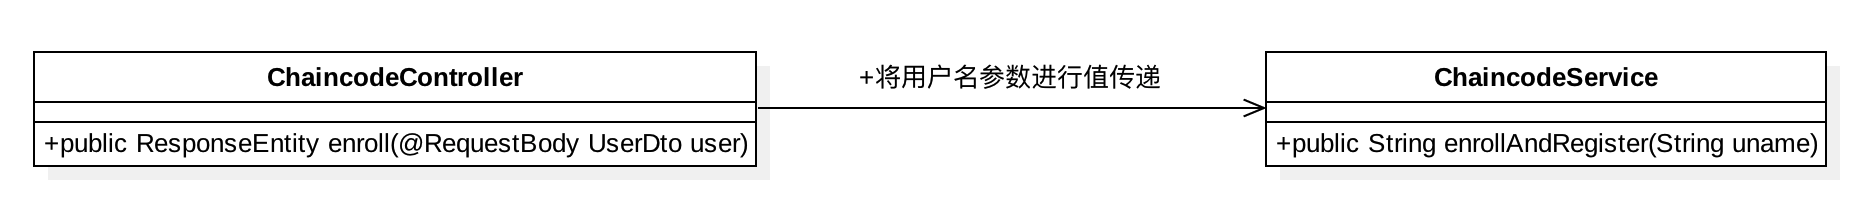 ChaincodeController
+public ResponseEntity enroll(@RequestBody UserDto user)
+将用户名参数进行值传递
ChaincodeService
+public String enrollAndRegister(String uname)